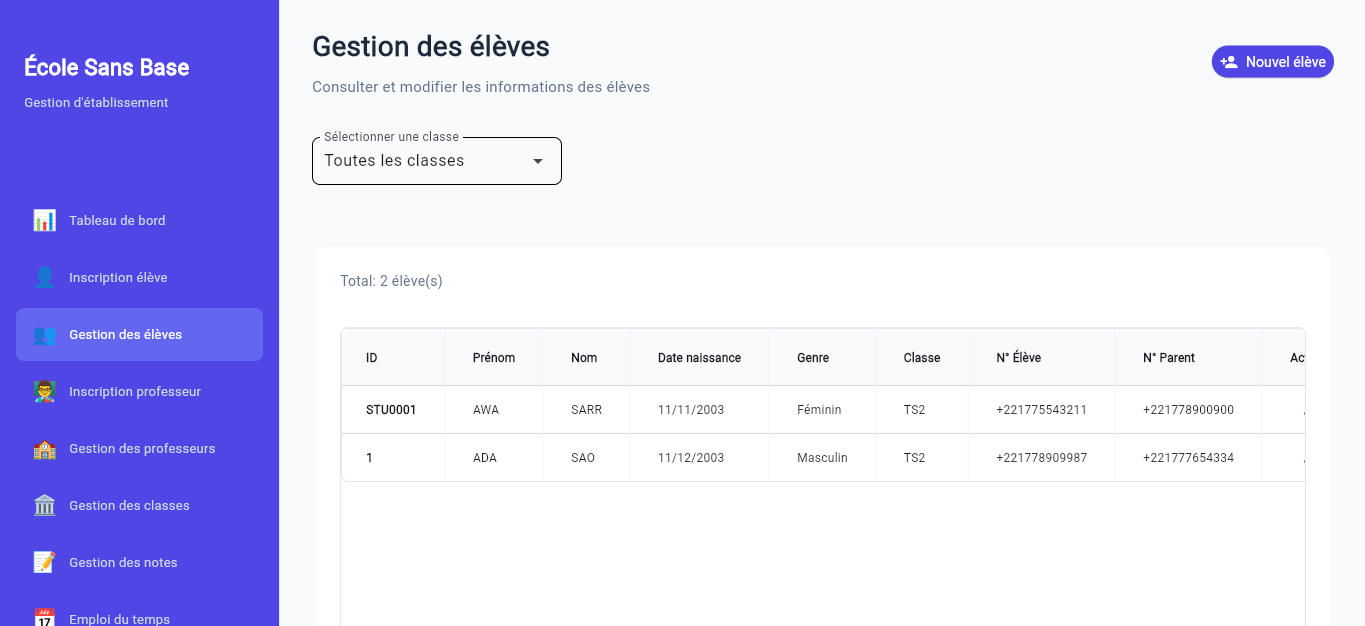 École Sans Base
Gestion d'établissement
Tableau de bord
Inscription élève
Gestion des élèves
Inscription professeur
Gestion des professeurs
Gestion des classes
Gestion des notes
July
17
Emploi du temps
Gestion des élèves
Consulter et modifier les informations des élèves
Nouvel élève
Sélectionner une classe
Toutes les classes
Total: 2 élève(s)
ID Prénom Nom Date naissance Genre Classe N° Élève N° Parent
STU0001 AWA SARR 11/11/2003 Féminin TS2 +221775543211 +221778900900
1 ADA SAO 11/12/2003 Masculin TS2 +221778909987 +221777654334